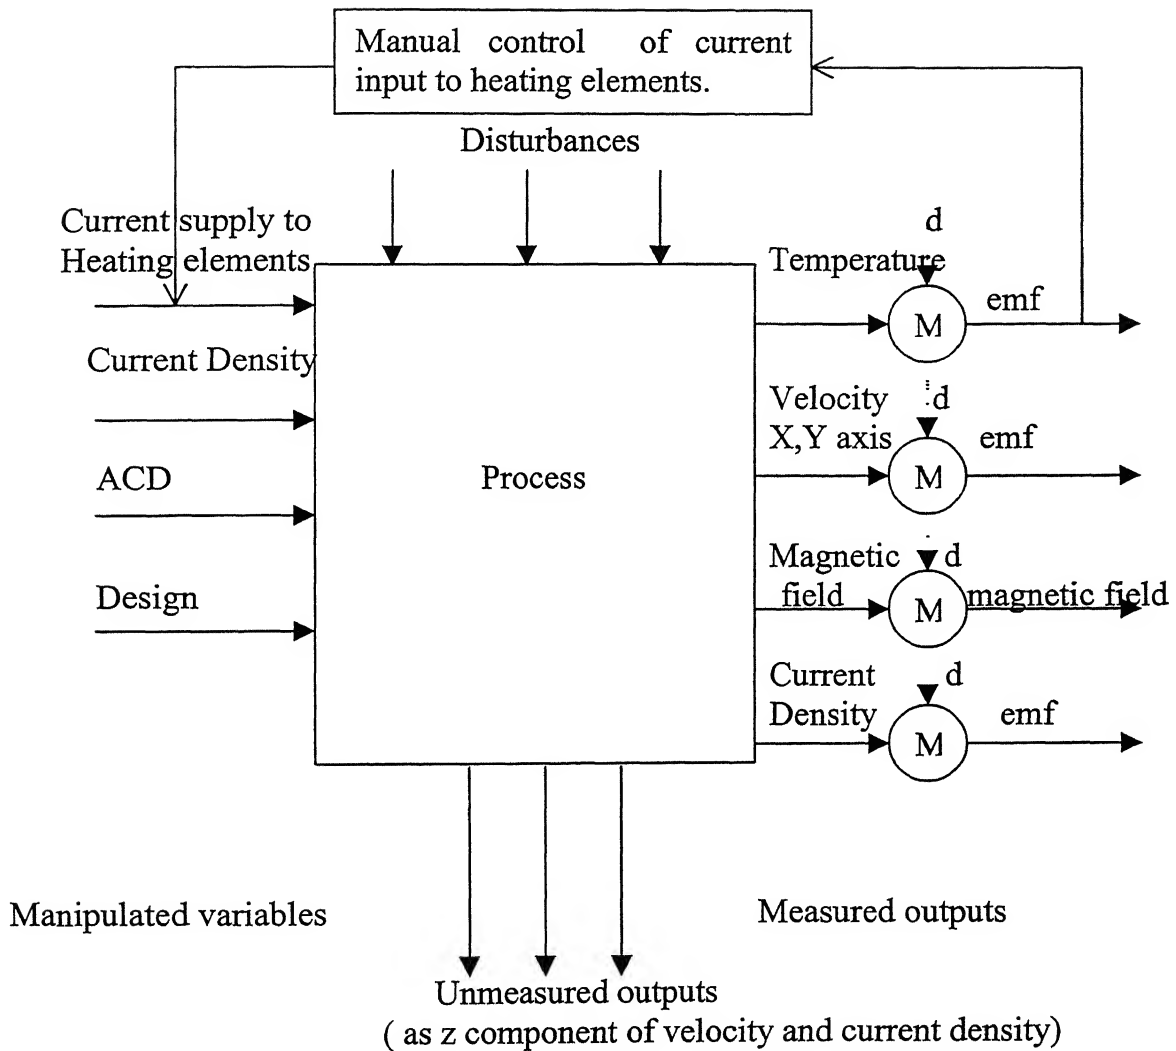 Manual control of current
input to heating elements.
Disturbances
Current supply to
Heating elements
d
Temperature
M
emf
Current Density
Velocity
d
X,Y axis
M
emf
ACD
Process
Magnetic
d
field
M
magnetic field
Design
Current
d
Density
M
emf
Manipulated variables
Measured outputs
Unmeasured outputs
( as z component of velocity and current density)